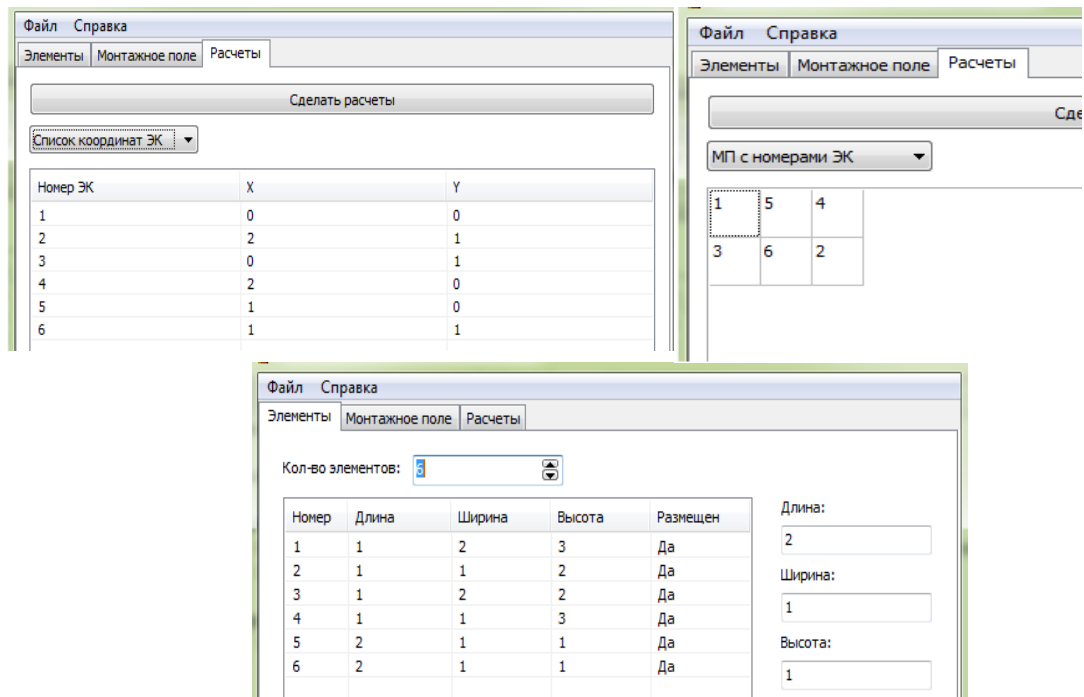 Файл Справка
Элементы Монтажное поле Расчеты
Сделать расчеты
Список координат ЭК
Номер ЭК X Y
1 0 0
2 2 1
3 0 1
4 2 0
5 1 0
6 1 1
Файл Справка
Элементы Монтажное поле Расчеты
Сде
МП с номерами ЭК
1 5 4
3 6 2
Файл Справка
Элементы Монтажное поле Расчеты
Кол-во элементов: 6
Номер Длина Ширина Высота Размещен
1 1 2 3 Да
2 1 1 2 Да
3 1 2 2 Да
4 1 1 3 Да
5 2 1 1 Да
6 2 1 1 Да
Длина:
2
Ширина:
1
Высота:
1